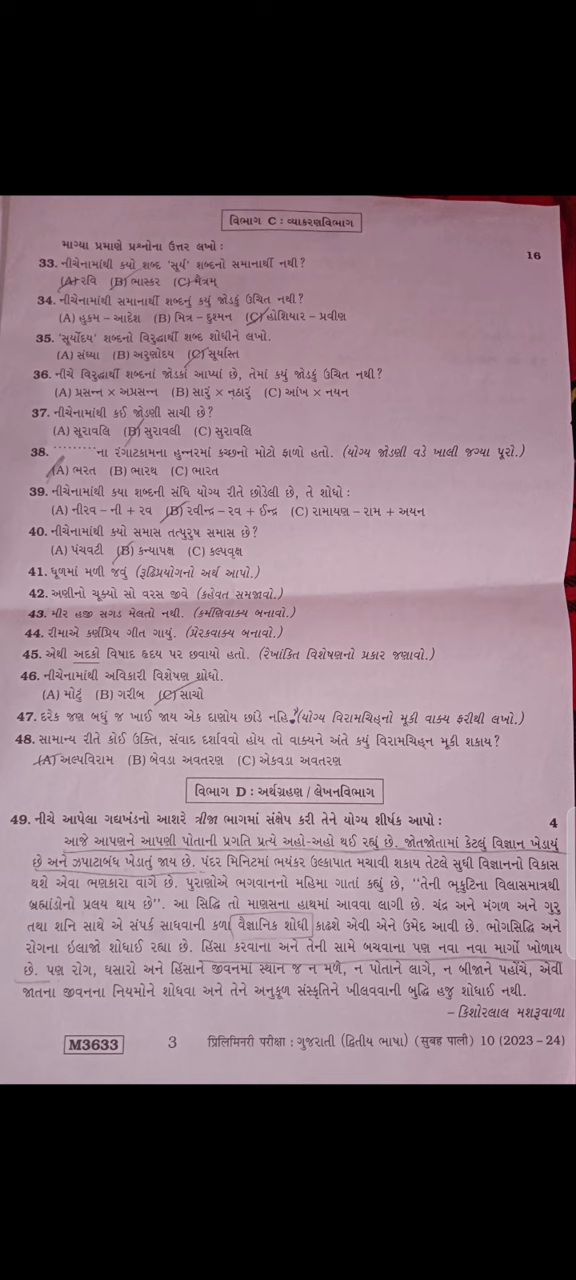 વિભાગ C : વ્યાકરણવિભાગ
માગ્યા પ્રમાણે પ્રશ્નોના ઉત્તર લખો :
16
33. નીચેનામાંથી કયો શબ્દ 'સૂર્ય' શબ્દનો સમાનાર્થી નથી ?
(A) રવિ (B) ભાસ્કર (C) મૈત્રમ્
34. નીચેનામાંથી સમાનાર્થી શબ્દનું કયું જોડકું ઉચિત નથી ?
(A) હુકમ – આદેશ (B) મિત્ર – દુશ્મન (C) હોશિયાર – પ્રવીણ
35. 'સૂર્યોદય' શબ્દનો વિરુદ્ધાર્થી શબ્દ શોધીને લખો.
(A) સંધ્યા (B) અરુણોદય (C) સૂર્યાસ્ત
36. નીચે વિરુદ્ધાર્થી શબ્દનાં જોડકાં આપ્યાં છે, તેમાં કયું જોડકું ઉચિત નથી ?
(A) પ્રસન્ન × અપ્રસન્ન (B) સારું × નઠારું (C) આંખ × નયન
37. નીચેનામાંથી કઈ જોડણી સાચી છે ?
(A) સૂરાવલિ (B) સુરાવલી (C) સુરાવલિ
38. ........ના રંગાટકામના હુન્નરમાં કચ્છનો મોટો ફાળો હતો. (યોગ્ય જોડણી વડે ખાલી જગ્યા પૂરો.)
(A) ભરત (B) ભારથ (C) ભારત
39. નીચેનામાંથી કયા શબ્દની સંધિ યોગ્ય રીતે છોડેલી છે, તે શોધો :
(A) નીરવ – ની + રવ (B) રવીન્દ્ર – રવ + ઈન્દ્ર (C) રામાયણ – રામ + અયન
40. નીચેનામાંથી કયો સમાસ તત્પુરુષ સમાસ છે ?
(A) પંચવટી (B) કન્યાપક્ષ (C) કલ્પવૃક્ષ
41. ધૂળમાં મળી જવું (રૂઢિપ્રયોગનો અર્થ આપો.)
42. અણીનો ચૂક્યો સો વરસ જીવે (કહેવત સમજાવો.)
43. મીર હજી સગડ મેલતો નથી. (કર્મણિવાક્ય બનાવો.)
44. રીમાએ કર્ણપ્રિય ગીત ગાયું. (પ્રેરકવાક્ય બનાવો.)
45. એથી અદકો વિષાદ હૃદય પર છવાયો હતો. (રેખાંકિત વિશેષણનો પ્રકાર જણાવો.)
46. નીચેનામાંથી અવિકારી વિશેષણ શોધો.
(A) મોટું (B) ગરીબ (C) સાચો
47. દરેક જણ બધું જ ખાઈ જાય એક દાણોય છાંડે નહિ (યોગ્ય વિરામચિહ્નો મૂકી વાક્ય ફરીથી લખો.)
48. સામાન્ય રીતે કોઈ ઉક્તિ, સંવાદ દર્શાવવો હોય તો વાક્યને અંતે કયું વિરામચિહ્ન મૂકી શકાય ?
(A) અલ્પવિરામ (B) બેવડા અવતરણ (C) એકવડા અવતરણ
વિભાગ D : અર્થગ્રહણ / લેખનવિભાગ
49. નીચે આપેલા ગદ્યખંડનો આશરે ત્રીજા ભાગમાં સંક્ષેપ કરી તેને યોગ્ય શીર્ષક આપો :
4
આજે આપણને આપણી પોતાની પ્રગતિ પ્રત્યે અહો-અહો થઈ રહ્યું છે. જોતજોતામાં કેટલું વિજ્ઞાન ખેડાયું
છે અને ઝપાટાબંધ ખેડાતું જાય છે. પંદર મિનિટમાં ભયંકર ઉલ્કાપાત મચાવી શકાય તેટલે સુધી વિજ્ઞાનનો વિકાસ
થશે એવા ભણકારા વાગે છે. પુરાણોએ ભગવાનનો મહિમા ગાતાં કહ્યું છે, ''તેની ભ્રૂકુટિના વિલાસમાત્રથી
બ્રહ્માંડોનો પ્રલય થાય છે''. આ સિદ્ધિ તો માણસના હાથમાં આવવા લાગી છે. ચંદ્ર અને મંગળ અને ગુરુ
તથા શનિ સાથે એ સંપર્ક સાધવાની કળા વૈજ્ઞાનિક શોધી કાઢશે એવી એને ઉમેદ આવી છે. ભોગસિદ્ધિ અને
રોગના ઈલાજો શોધાઈ રહ્યા છે. હિંસા કરવાના અને તેની સામે બચવાના પણ નવા નવા માર્ગો ખોળાય
છે. પણ રોગ, ઘસારો અને હિંસાને જીવનમાં સ્થાન જ ન મળે, ન પોતાને લાગે, ન બીજાને પહોંચે, એવી
જાતના જીવનના નિયમોને શોધવા અને તેને અનુકૂળ સંસ્કૃતિને ખીલવવાની બુદ્ધિ હજુ શોધાઈ નથી.
– કિશોરલાલ મશરૂવાળા
M3633 3 પ્રિલિમિનરી પરીક્ષા : ગુજરાતી (દ્વિતીય ભાષા) (સુબહ પાલી) 10 (2023 – 24)